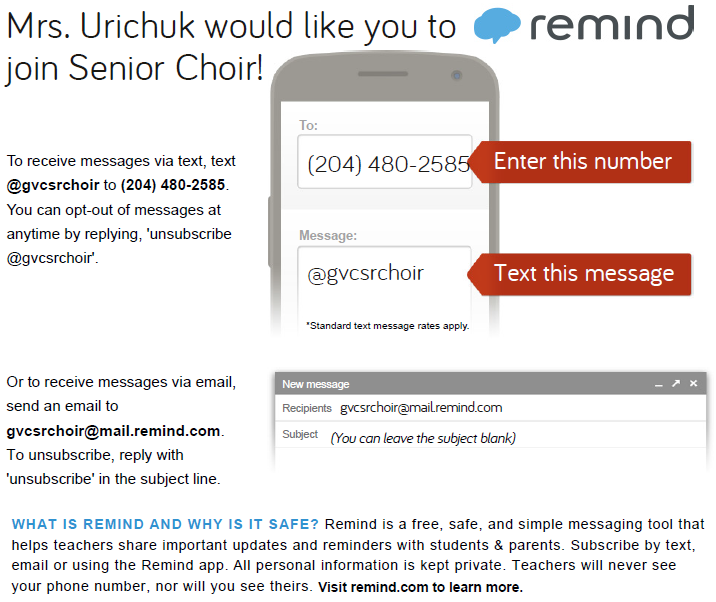 Mrs. Urichuk would like you to
join Senior Choir!
remind
To receive messages via text, text
@gvcsrchoir to (204) 480-2585.
You can opt-out of messages at
anytime by replying, 'unsubscribe
@gvcsrchoir'.
To:
(204) 480-2585
Enter this number
Message:
@gvcsrchoir
Text this message
*Standard text message rates apply.
Or to receive messages via email,
send an email to
gvcsrchoir@mail.remind.com.
To unsubscribe, reply with
'unsubscribe' in the subject line.
New message
Recipients gvcsrchoir@mail.remind.com
Subject (You can leave the subject blank)
WHAT IS REMIND AND WHY IS IT SAFE? Remind is a free, safe, and simple messaging tool that
helps teachers share important updates and reminders with students & parents. Subscribe by text,
email or using the Remind app. All personal information is kept private. Teachers will never see
your phone number, nor will you see theirs. Visit remind.com to learn more.